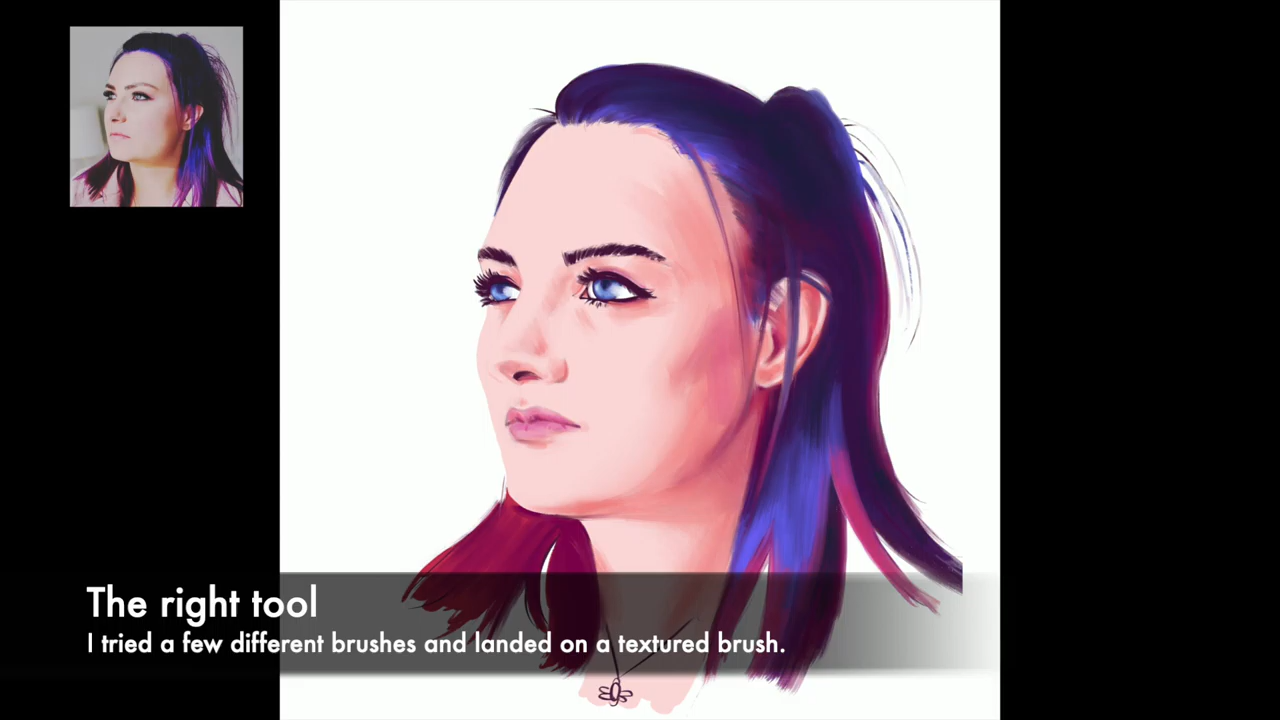 The right tool
I tried a few different brushes and landed on a textured brush.